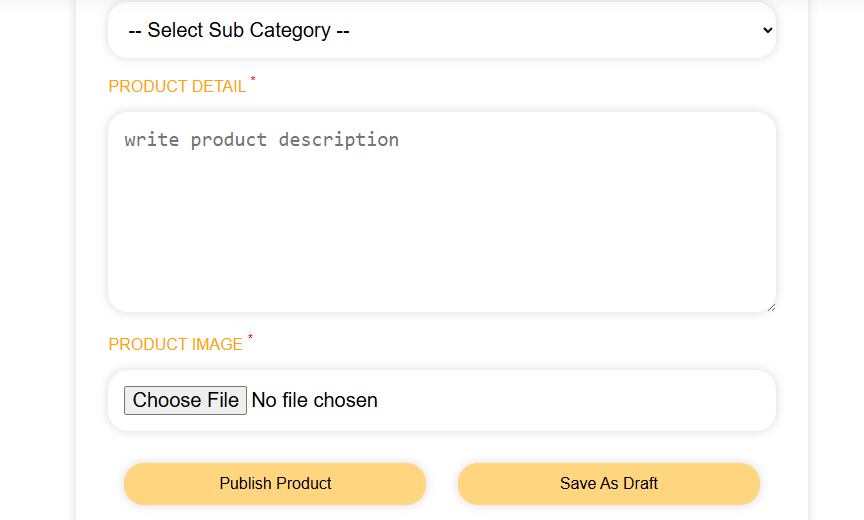 -- Select Sub Category --
PRODUCT DETAIL *
write product description
PRODUCT IMAGE *
Choose File No file chosen
Publish Product Save As Draft